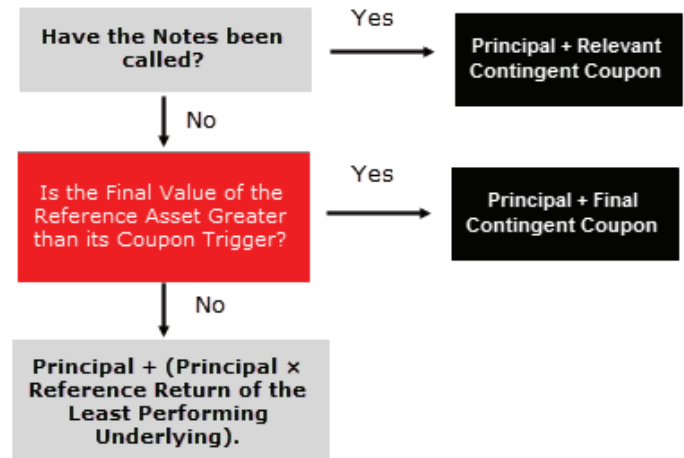 Have the Notes been
called?
Yes
Principal + Relevant
Contingent Coupon
No
Is the Final Value of the
Reference Asset Greater
than its Coupon Trigger?
Yes
Principal + Final
Contingent Coupon
No
Principal + (Principal ×
Reference Return of the
Least Performing
Underlying).